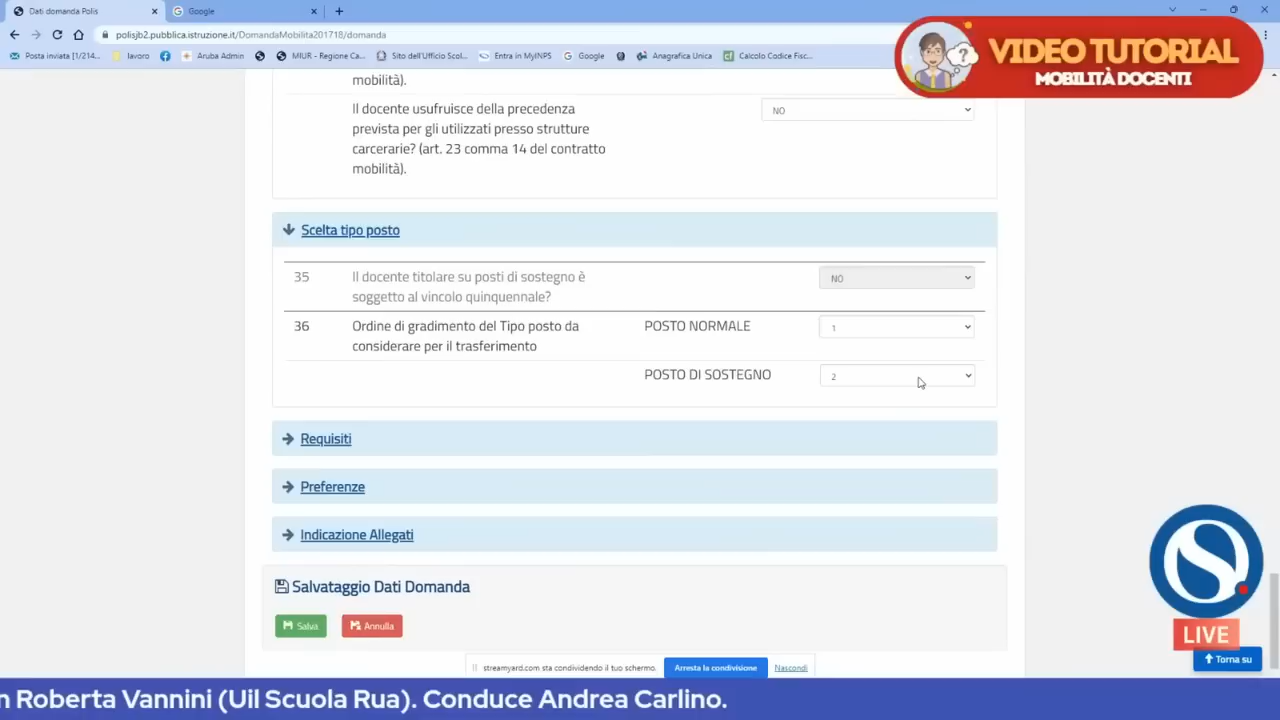 Dati domanda Polis
Google
polisjb2.pubblica.istruzione.it/DomandaMobilita201718/domanda
Posta inviata [1/214...
lavoro
Aruba Admin
MIUR - Regione Ca...
Sito dell'Ufficio Scol...
Entra in MyINPS
Google
Anagrafica Unica
Calcolo Codice Fisc...
VIDEO TUTORIAL
MOBILITÀ DOCENTI
mobilità).
Il docente usufruisce della precedenza
prevista per gli utilizzati presso strutture
carcerarie? (art. 23 comma 14 del contratto
mobilità).
NO
Scelta tipo posto
35 Il docente titolare su posti di sostegno è
soggetto al vincolo quinquennale?
NO
36 Ordine di gradimento del Tipo posto da
considerare per il trasferimento
POSTO NORMALE 1
POSTO DI SOSTEGNO 2
Requisiti
Preferenze
Indicazione Allegati
Salvataggio Dati Domanda
Salva Annulla
LIVE
Torna su
streamyard.com sta condividendo il tuo schermo. Arresta la condivisione Nascondi
n Roberta Vannini (Uil Scuola Rua). Conduce Andrea Carlino.